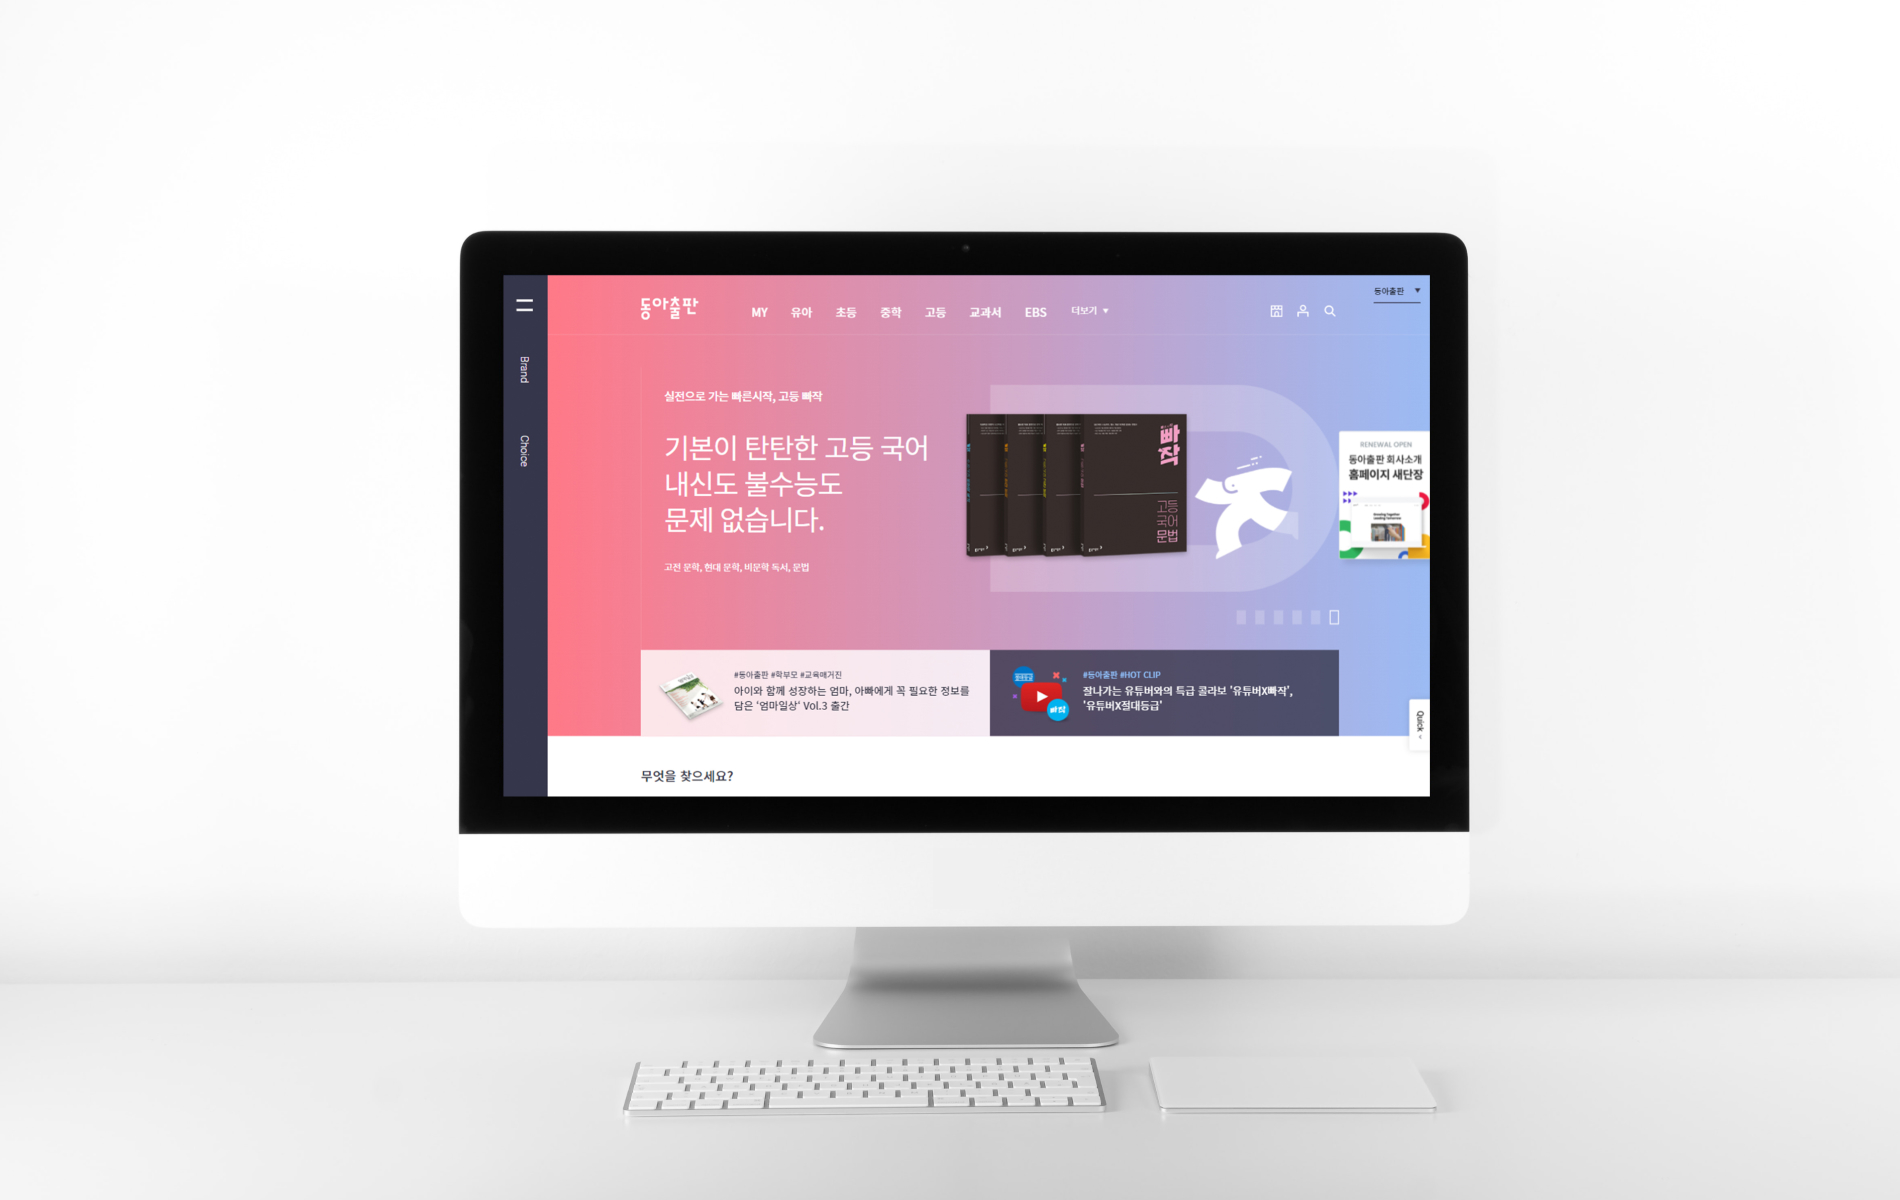 동아출판
MY 유아 초등 중학 고등 교과서 EBS 더보기
동아출판
Brand
Choice
실전으로 가는 빠른시작, 고등 빠작
기본이 탄탄한 고등 국어
내신도 불수능도
문제 없습니다.
고전 문학, 현대 문학, 비문학 독서, 문법
빠작
고등
국어
문법
RENEWAL OPEN
동아출판 회사소개
홈페이지 새단장
#동아출판 #학부모 #교육매거진
아이와 함께 성장하는 엄마, 아빠에게 꼭 필요한 정보를
담은 '엄마일상' Vol.3 출간
#동아출판 #HOT CLIP
잘나가는 유튜버와의 특급 콜라보 '유튜버X빠작',
'유튜버X절대등급'
Quick <
무엇을 찾으세요?